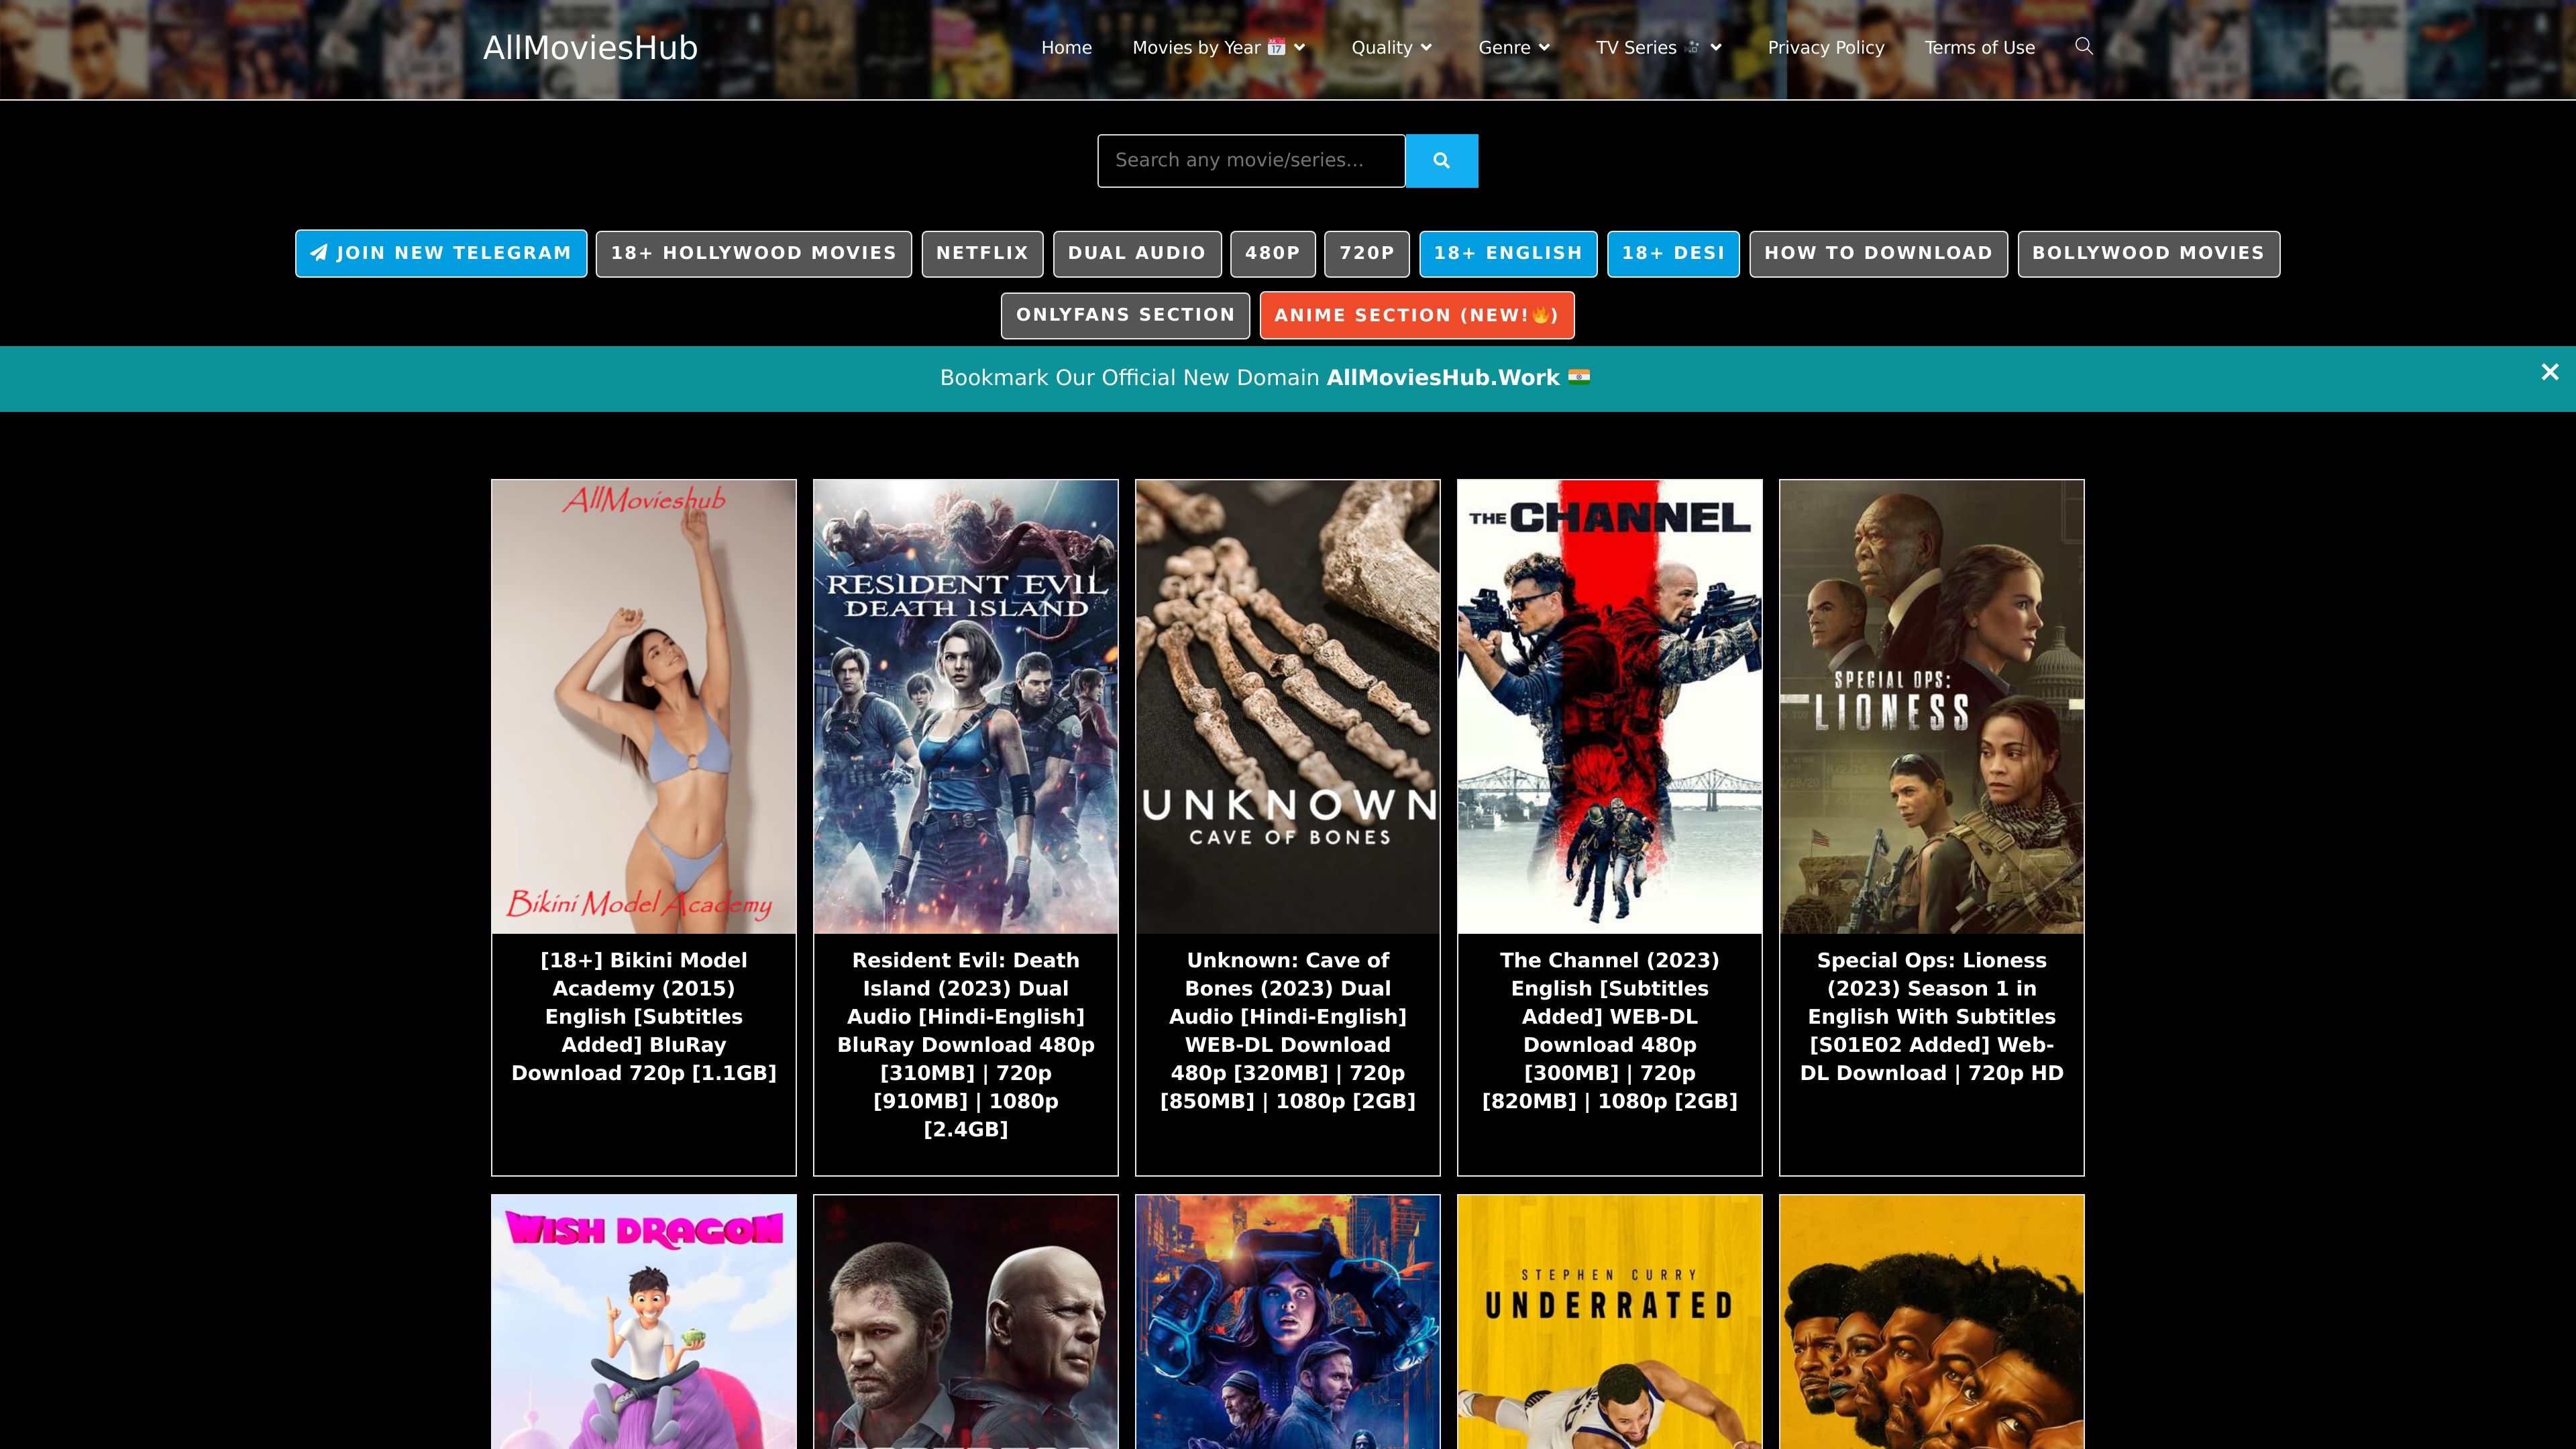 AllMoviesHub
Home
Movies by Year
Quality
Genre
TV Series
Privacy Policy
Terms of Use
Search any movie/series...
JOIN NEW TELEGRAM
18+ HOLLYWOOD MOVIES
NETFLIX
DUAL AUDIO
480P
720P
18+ ENGLISH
18+ DESI
HOW TO DOWNLOAD
BOLLYWOOD MOVIES
ONLYFANS SECTION
ANIME SECTION (NEW!🔥)
Bookmark Our Official New Domain AllMoviesHub.Work 🇮🇳
AllMovieshub
Bikini Model Academy
[18+] Bikini Model
Academy (2015)
English [Subtitles
Added] BluRay
Download 720p [1.1GB]
RESIDENT EVIL
DEATH ISLAND
Resident Evil: Death
Island (2023) Dual
Audio [Hindi-English]
BluRay Download 480p
[310MB] | 720p
[910MB] | 1080p
[2.4GB]
UNKNOWN
CAVE OF BONES
Unknown: Cave of
Bones (2023) Dual
Audio [Hindi-English]
WEB-DL Download
480p [320MB] | 720p
[850MB] | 1080p [2GB]
THE CHANNEL
The Channel (2023)
English [Subtitles
Added] WEB-DL
Download 480p
[300MB] | 720p
[820MB] | 1080p [2GB]
SPECIAL OPS:
LIONESS
Special Ops: Lioness
(2023) Season 1 in
English With Subtitles
[S01E02 Added] Web-
DL Download | 720p HD
WISH DRAGON
STEPHEN CURRY
UNDERRATED